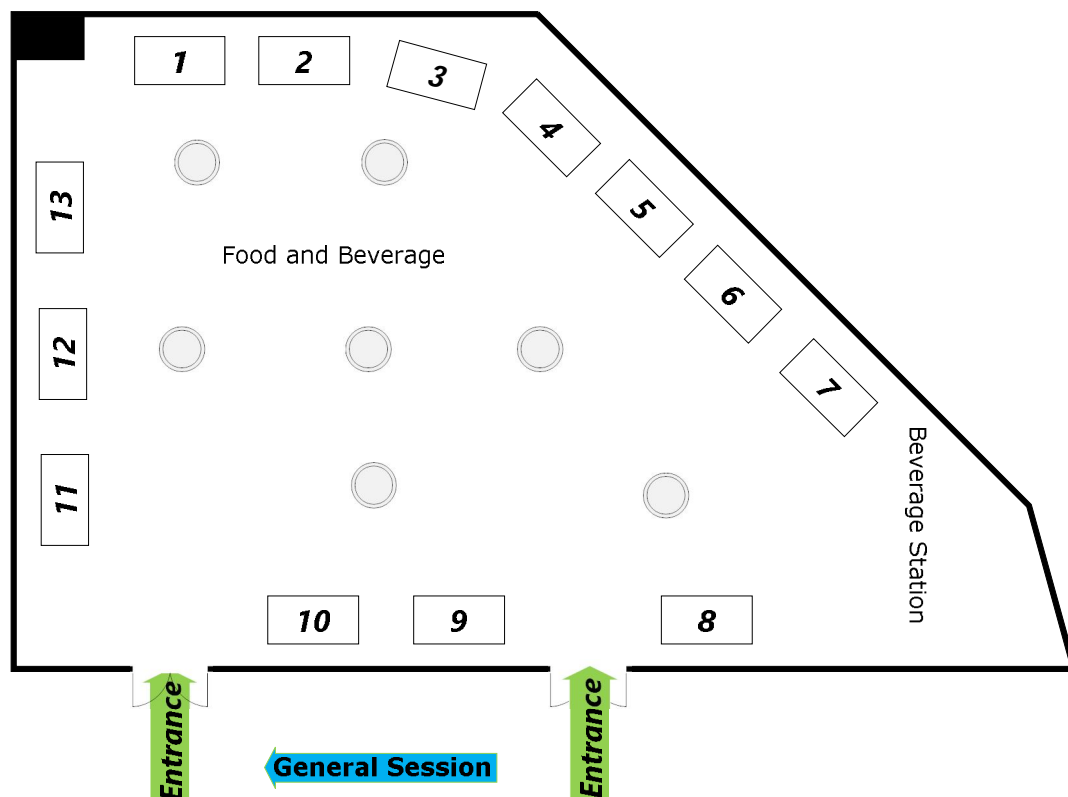 1
2
3
4
13
5
Food and Beverage
6
12
7
Beverage Station
11
10
9
8
Entrance
Entrance
General Session